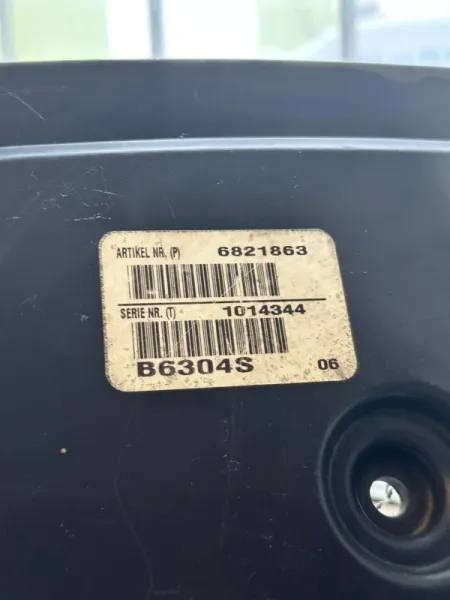 ARTIKEL NR. (P) 6821863
SERIE NR. (T) 1014344
B6304S 06